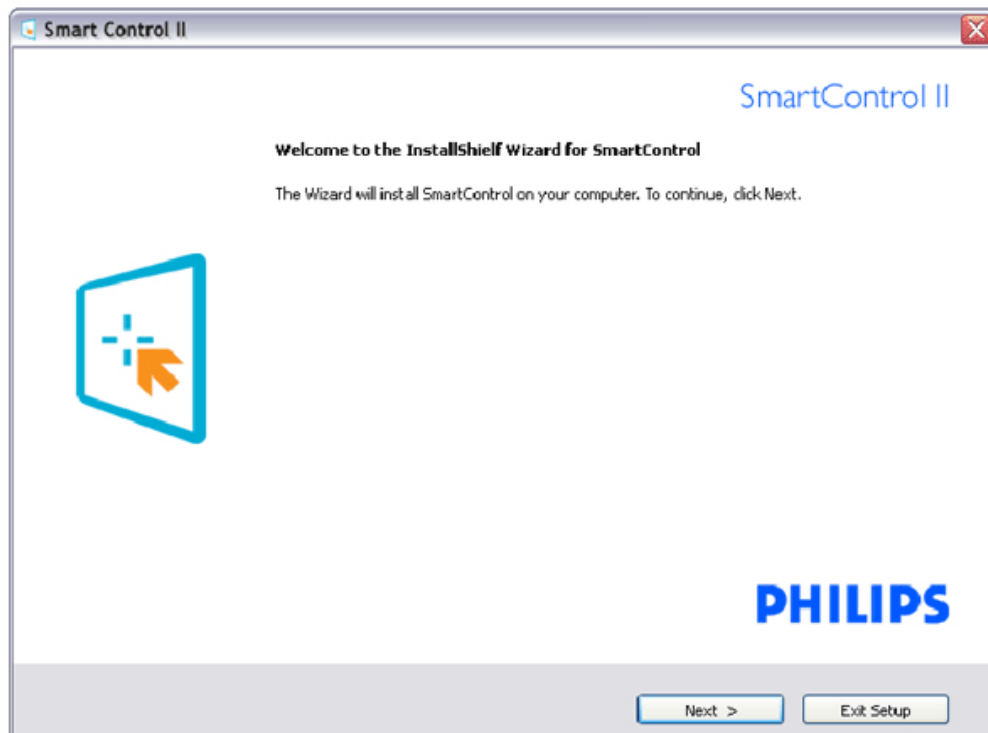 Smart Control II
SmartControl II
Welcome to the InstallShield Wizard for SmartControl
The Wizard will install SmartControl on your computer. To continue, click Next.
PHILIPS
Next >
Exit Setup